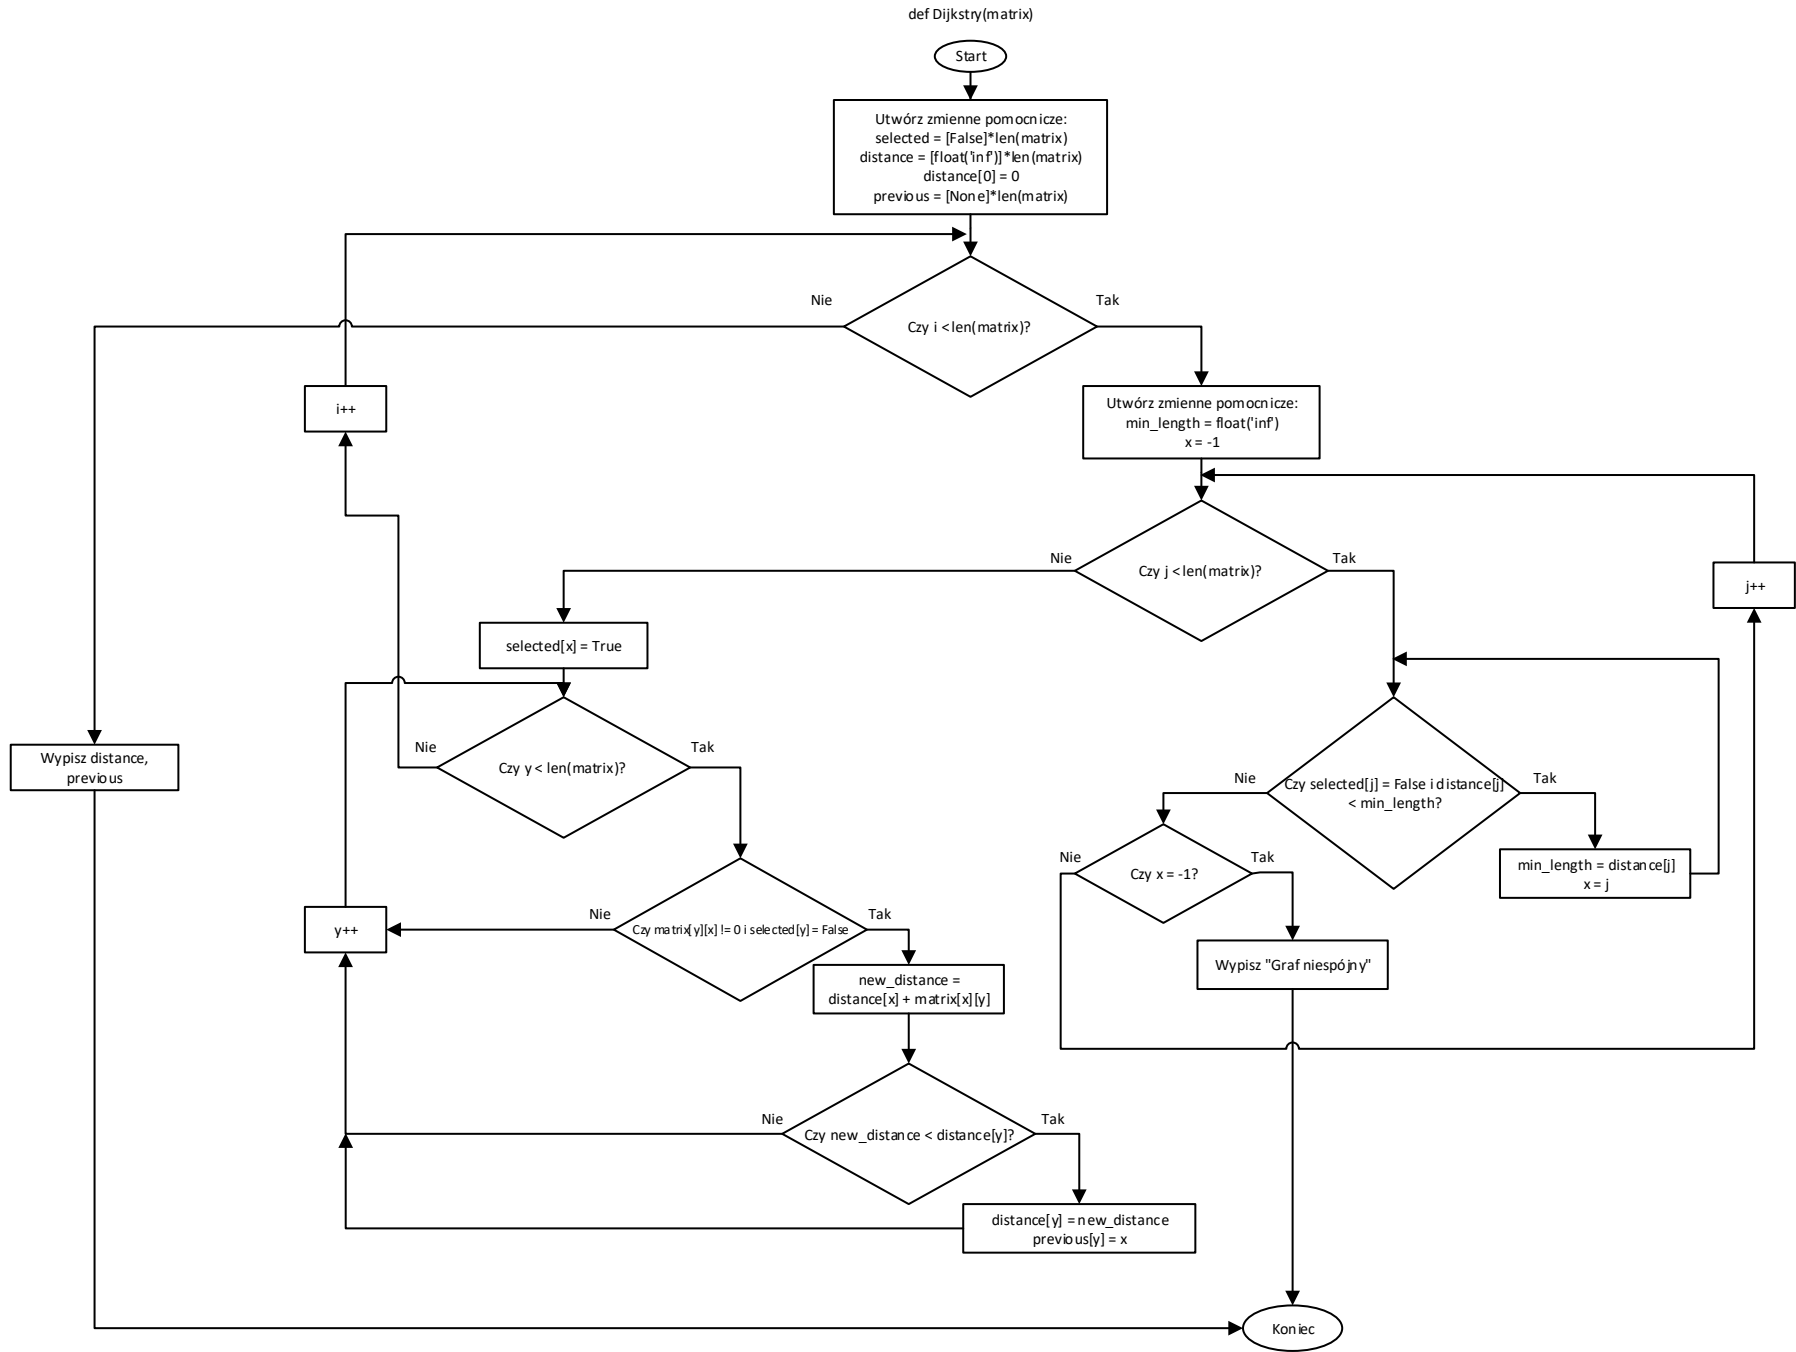 def Dijkstry(matrix)
Start
Utwórz zmienne pomocnicze:
selected = [False]*len(matrix)
distance = [float('inf')]*len(matrix)
distance[0] = 0
previous = [None]*len(matrix)
Nie
Tak
Czy i < len(matrix)?
i++
Utwórz zmienne pomocnicze:
min_length = float('inf')
x = -1
Nie
Tak
Czy j < len(matrix)?
j++
selected[x] = True
Nie
Tak
Czy y < len(matrix)?
Wypisz distance,
previous
Nie
Tak
Czy selected[j] = False i distance[j]
< min_length?
Nie
Tak
Czy x = -1?
min_length = distance[j]
x = j
Nie
Tak
Czy matrix[y][x] != 0 i selected[y] = False
y++
Wypisz "Graf niespójny"
new_distance =
distance[x] + matrix[x][y]
Nie
Tak
Czy new_distance < distance[y]?
distance[y] = new_distance
previous[y] = x
Koniec